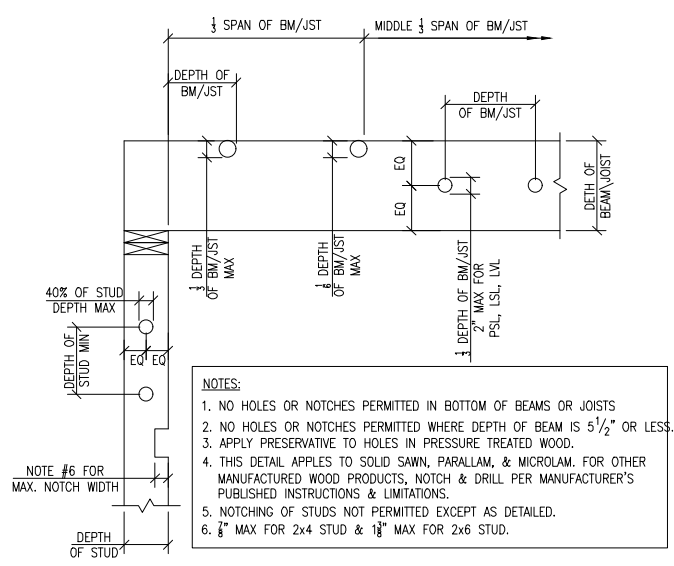 ⅓ SPAN OF BM/JST
MIDDLE ⅓ SPAN OF BM/JST
DEPTH OF
BM/JST
DEPTH
OF BM/JST
EQ
EQ
DETH OF
BEAM\JOIST
⅓ DEPTH
OF BM/JST
MAX
⅙ DEPTH
OF BM/JST
MAX
⅓ DEPTH OF BM/JST
2" MAX FOR
PSL, LSL, LVL
40% OF STUD
DEPTH MAX
DEPTH OF
STUD MIN
EQ
EQ
NOTE #6 FOR
MAX. NOTCH WIDTH
DEPTH
OF STUD
NOTES:
1. NO HOLES OR NOTCHES PERMITTED IN BOTTOM OF BEAMS OR JOISTS
2. NO HOLES OR NOTCHES PERMITTED WHERE DEPTH OF BEAM IS 5 1/2" OR LESS.
3. APPLY PRESERVATIVE TO HOLES IN PRESSURE TREATED WOOD.
4. THIS DETAIL APPLIES TO SOLID SAWN, PARALLAM, & MICROLAM. FOR OTHER
MANUFACTURED WOOD PRODUCTS, NOTCH & DRILL PER MANUFACTURER'S
PUBLISHED INSTRUCTIONS & LIMITATIONS.
5. NOTCHING OF STUDS NOT PERMITTED EXCEPT AS DETAILED.
6. ⅞" MAX FOR 2x4 STUD & 1⅜" MAX FOR 2x6 STUD.